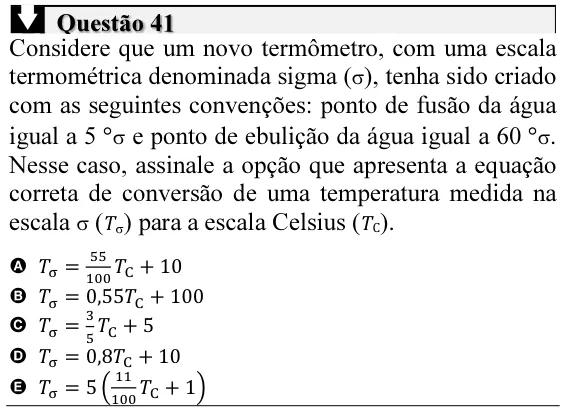 Questão 41
Considere que um novo termômetro, com uma escala
termométrica denominada sigma (σ), tenha sido criado
com as seguintes convenções: ponto de fusão da água
igual a 5 °σ e ponto de ebulição da água igual a 60 °σ.
Nesse caso, assinale a opção que apresenta a equação
correta de conversão de uma temperatura medida na
escala σ (Tσ) para a escala Celsius (TC).
A Tσ = 55/100 TC + 10
B Tσ = 0,55TC + 100
C Tσ = 3/5 TC + 5
D Tσ = 0,8TC + 10
E Tσ = 5 (11/100 TC + 1)